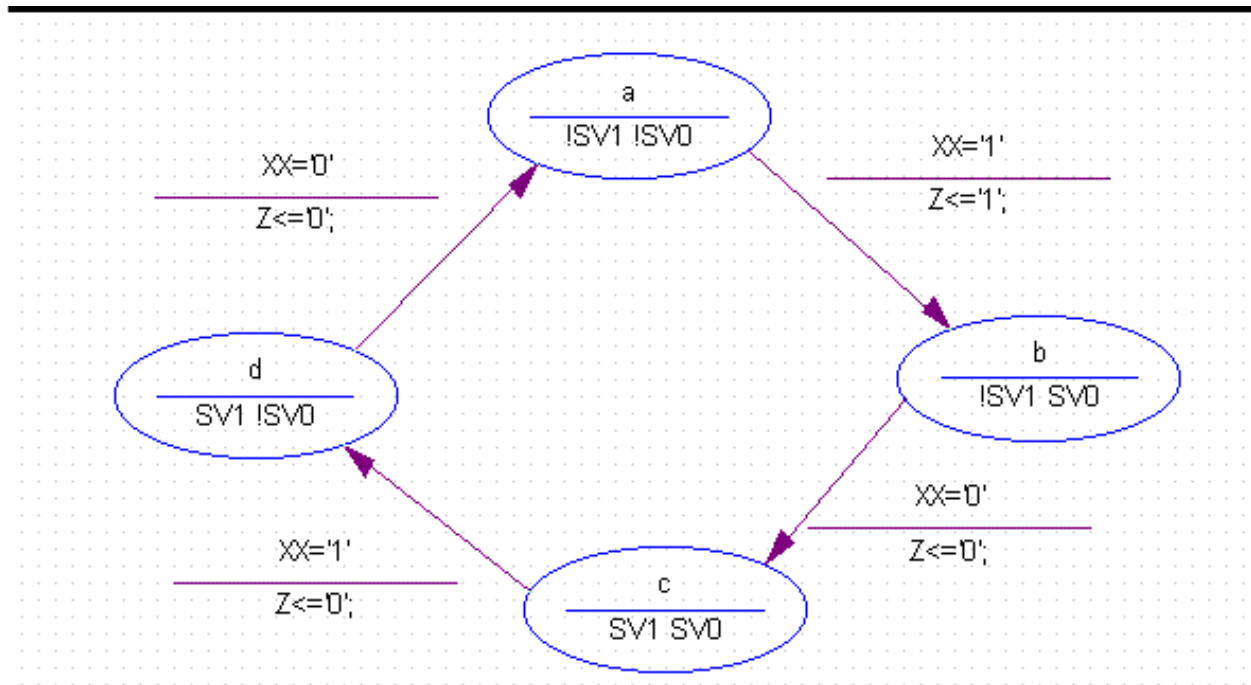 a
!SV1 !SV0
XX='0'
Z<='0';
XX='1'
Z<='1';
d
SV1 !SV0
b
!SV1 SV0
XX='0'
Z<='0';
XX='1'
Z<='0';
c
SV1 SV0